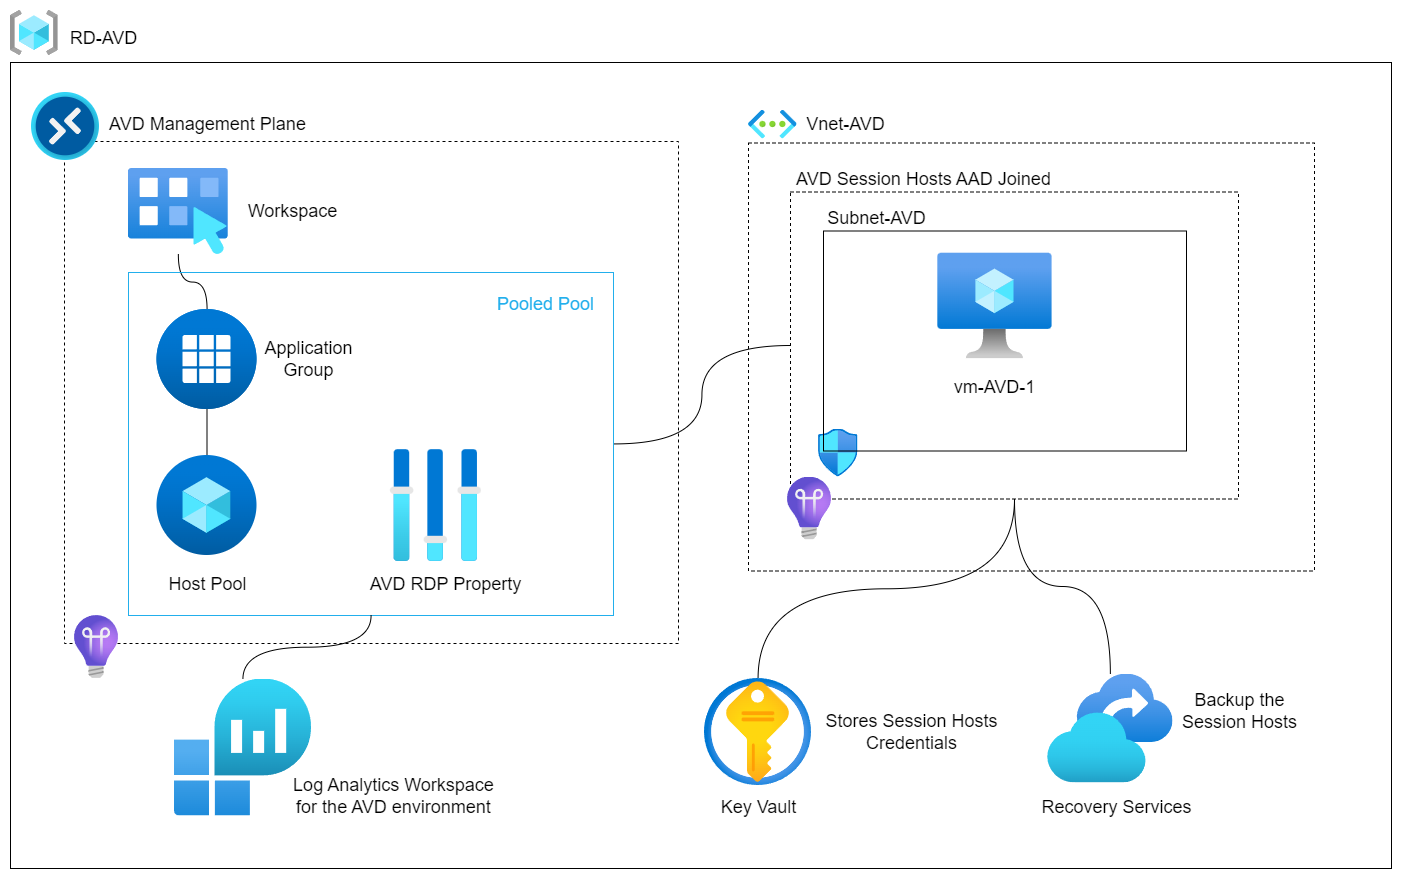 RD-AVD
AVD Management Plane
Workspace
Pooled Pool
Application
Group
Host Pool
AVD RDP Property
Log Analytics Workspace
for the AVD environment
Vnet-AVD
AVD Session Hosts AAD Joined
Subnet-AVD
vm-AVD-1
Stores Session Hosts
Credentials
Key Vault
Backup the
Session Hosts
Recovery Services